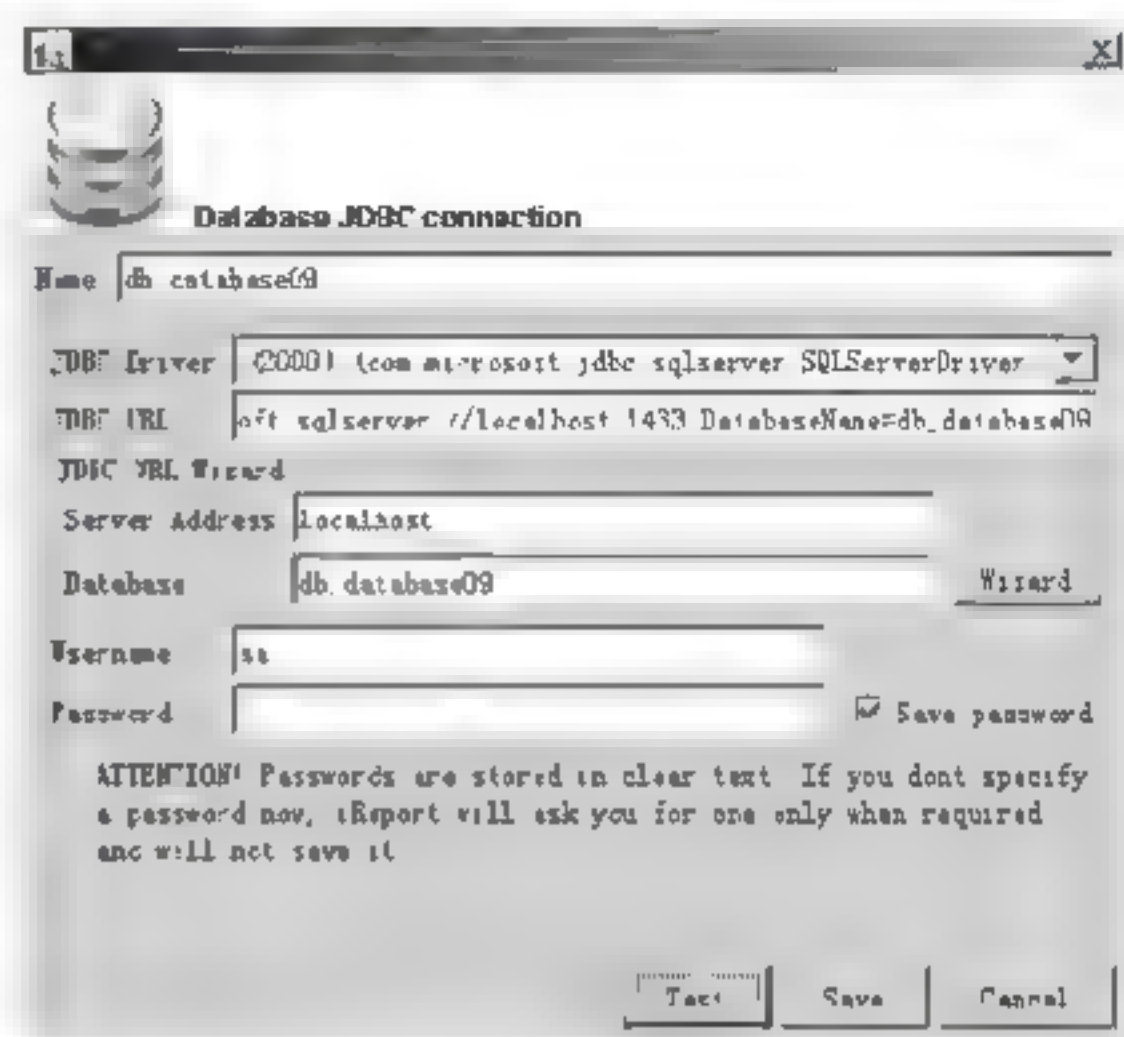 Database JDBC connection
Name db_database09
JDBC Driver (2000) (com.microsoft.jdbc.sqlserver.SQLServerDriver
JDBC URL oft:sqlserver://localhost:1433;DatabaseName=db_database09
JDBC URL Wizard
Server Address localhost
Database db_database09 Wizard
Username sa
Password Save password
ATTENTION! Passwords are stored in clear text. If you dont specify
a password now, iReport will ask you for one only when required
and will not save it.
Test Save Cancel